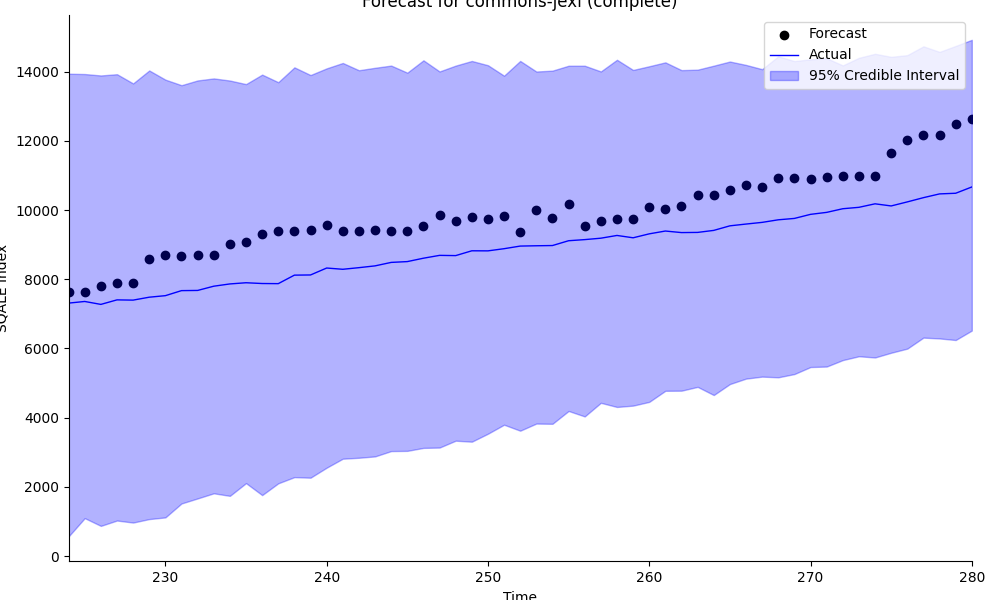 Forecast for commons-jexl (complete)
Forecast
Actual
95% Credible Interval
14000
12000
10000
8000
6000
4000
2000
0
SQALE Index
230
240
250
260
270
280
Time